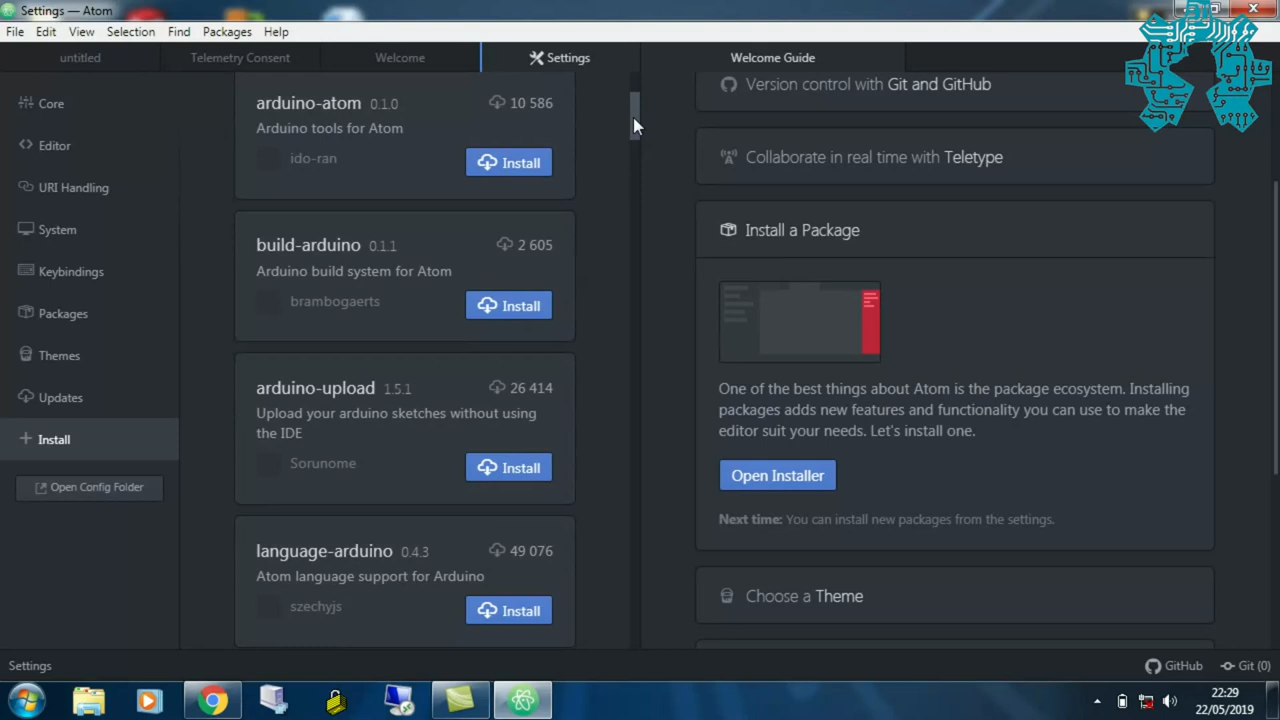 Settings — Atom
File Edit View Selection Find Packages Help
untitled
Telemetry Consent
Welcome
Settings
Welcome Guide
Core
Editor
URI Handling
System
Keybindings
Packages
Themes
Updates
Install
Open Config Folder
arduino-atom 0.1.0
10 586
Arduino tools for Atom
ido-ran
Install
build-arduino 0.1.1
2 605
Arduino build system for Atom
brambogaerts
Install
arduino-upload 1.5.1
26 414
Upload your arduino sketches without using
the IDE
Sorunome
Install
language-arduino 0.4.3
49 076
Atom language support for Arduino
szechyjs
Install
Version control with Git and GitHub
Collaborate in real time with Teletype
Install a Package
One of the best things about Atom is the package ecosystem. Installing
packages adds new features and functionality you can use to make the
editor suit your needs. Let's install one.
Open Installer
Next time: You can install new packages from the settings.
Choose a Theme
Settings
GitHub
Git (0)
22:29
22/05/2019